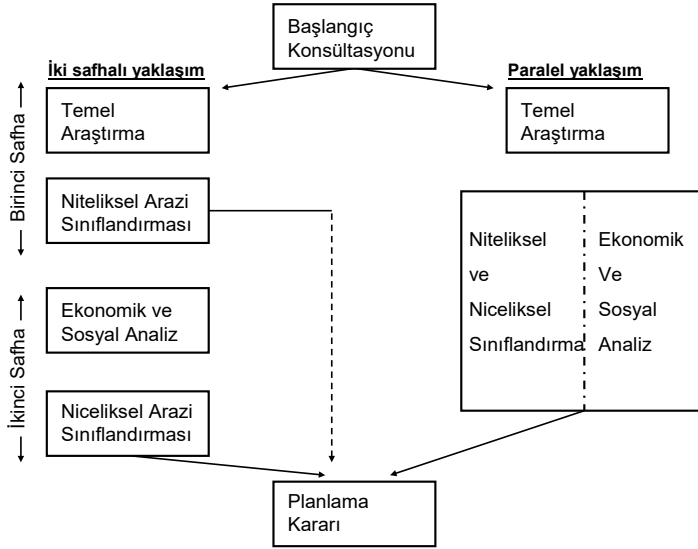 Başlangıç
Konsültasyonu
İki safhalı yaklaşım
Paralel yaklaşım
Birinci Safha
Temel
Araştırma
Temel
Araştırma
Niteliksel Arazi
Sınıflandırması
Niteliksel
ve
Niceliksel
Sınıflandırma
Ekonomik
Ve
Sosyal
Analiz
İkinci Safha
Ekonomik ve
Sosyal Analiz
Niceliksel Arazi
Sınıflandırması
Planlama
Kararı